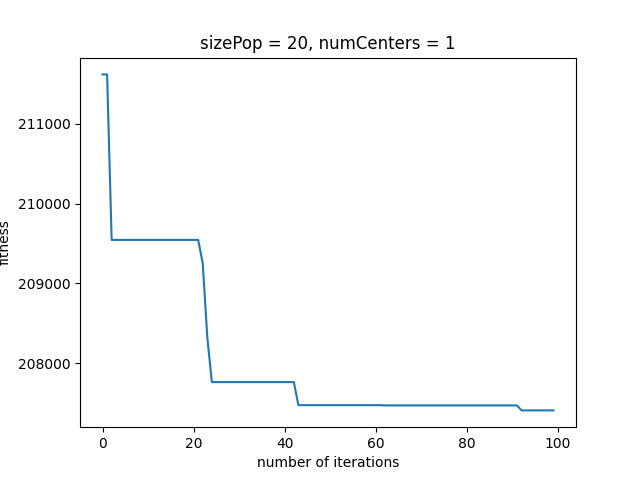 sizePop = 20, numCenters = 1
211000
210000
209000
208000
fitness
0 20 40 60 80 100
number of iterations